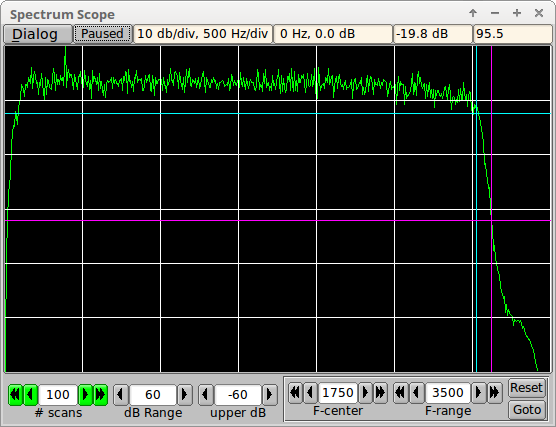 Spectrum Scope
Dialog Paused 10 db/div, 500 Hz/div 0 Hz, 0.0 dB -19.8 dB 95.5
100 60 -60 1750 3500 Reset
# scans dB Range upper dB F-center F-range Goto